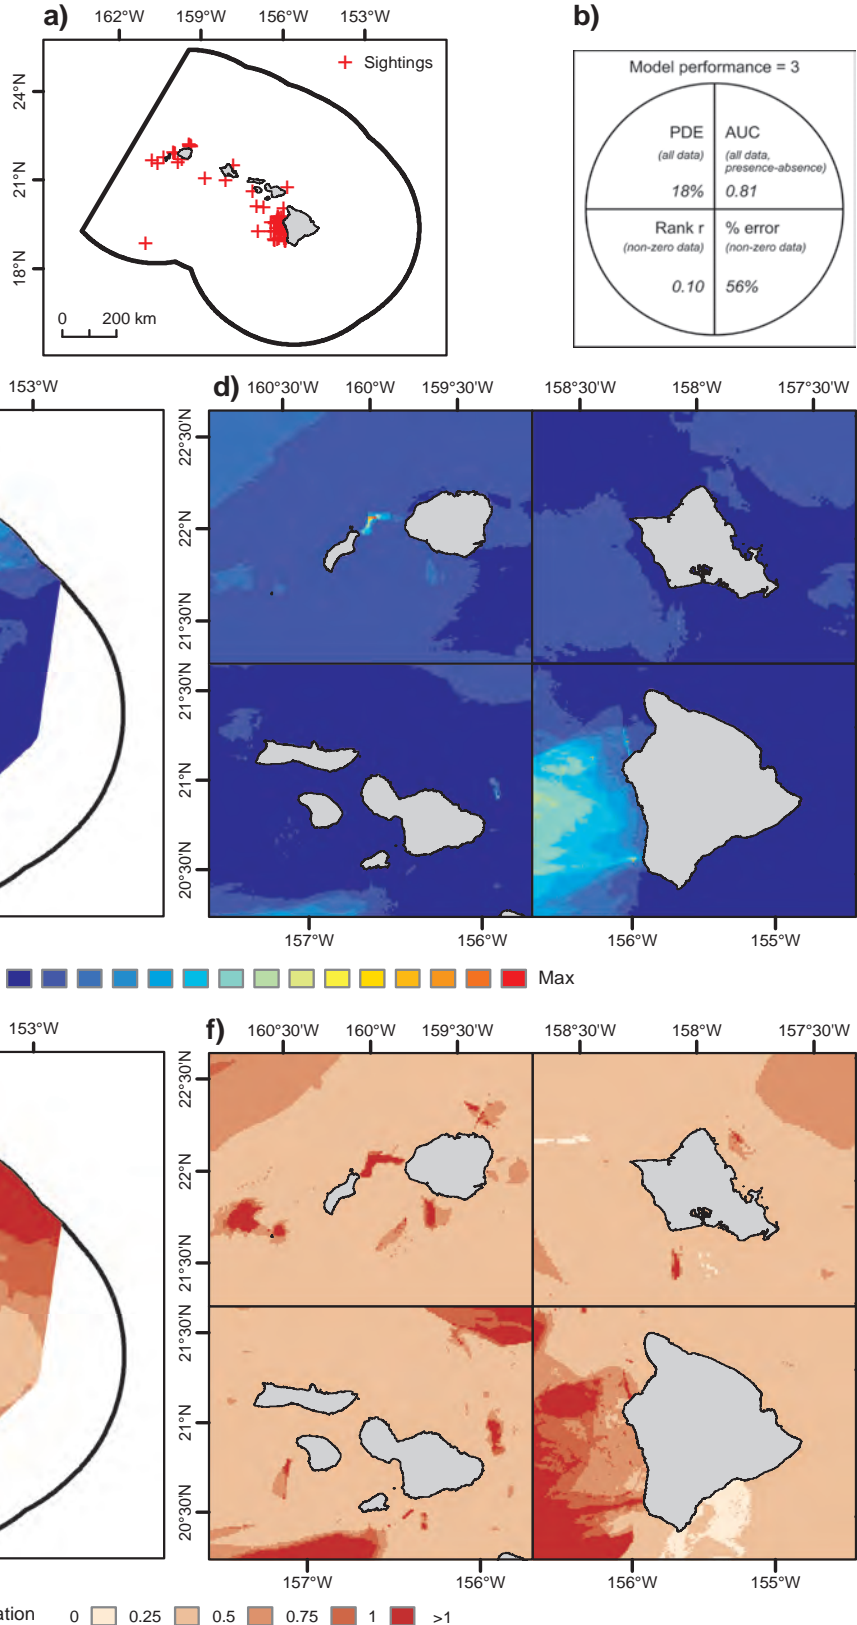 a)
162°W 159°W 156°W 153°W
24°N
21°N
18°N
Sightings
0 200 km
b)
Model performance = 3
PDE
(all data)
18%
AUC
(all data,
presence-absence)
0.81
Rank r
(non-zero data)
0.10
% error
(non-zero data)
56%
153°W
d)
160°30'W 160°W 159°30'W 158°30'W 158°W 157°30'W
22°30'N
22°N
21°30'N
21°30'N
21°N
20°30'N
157°W 156°W 156°W 155°W
Max
153°W
f)
160°30'W 160°W 159°30'W 158°30'W 158°W 157°30'W
22°30'N
22°N
21°30'N
21°30'N
21°N
20°30'N
157°W 156°W 156°W 155°W
ation 0 0.25 0.5 0.75 1 >1